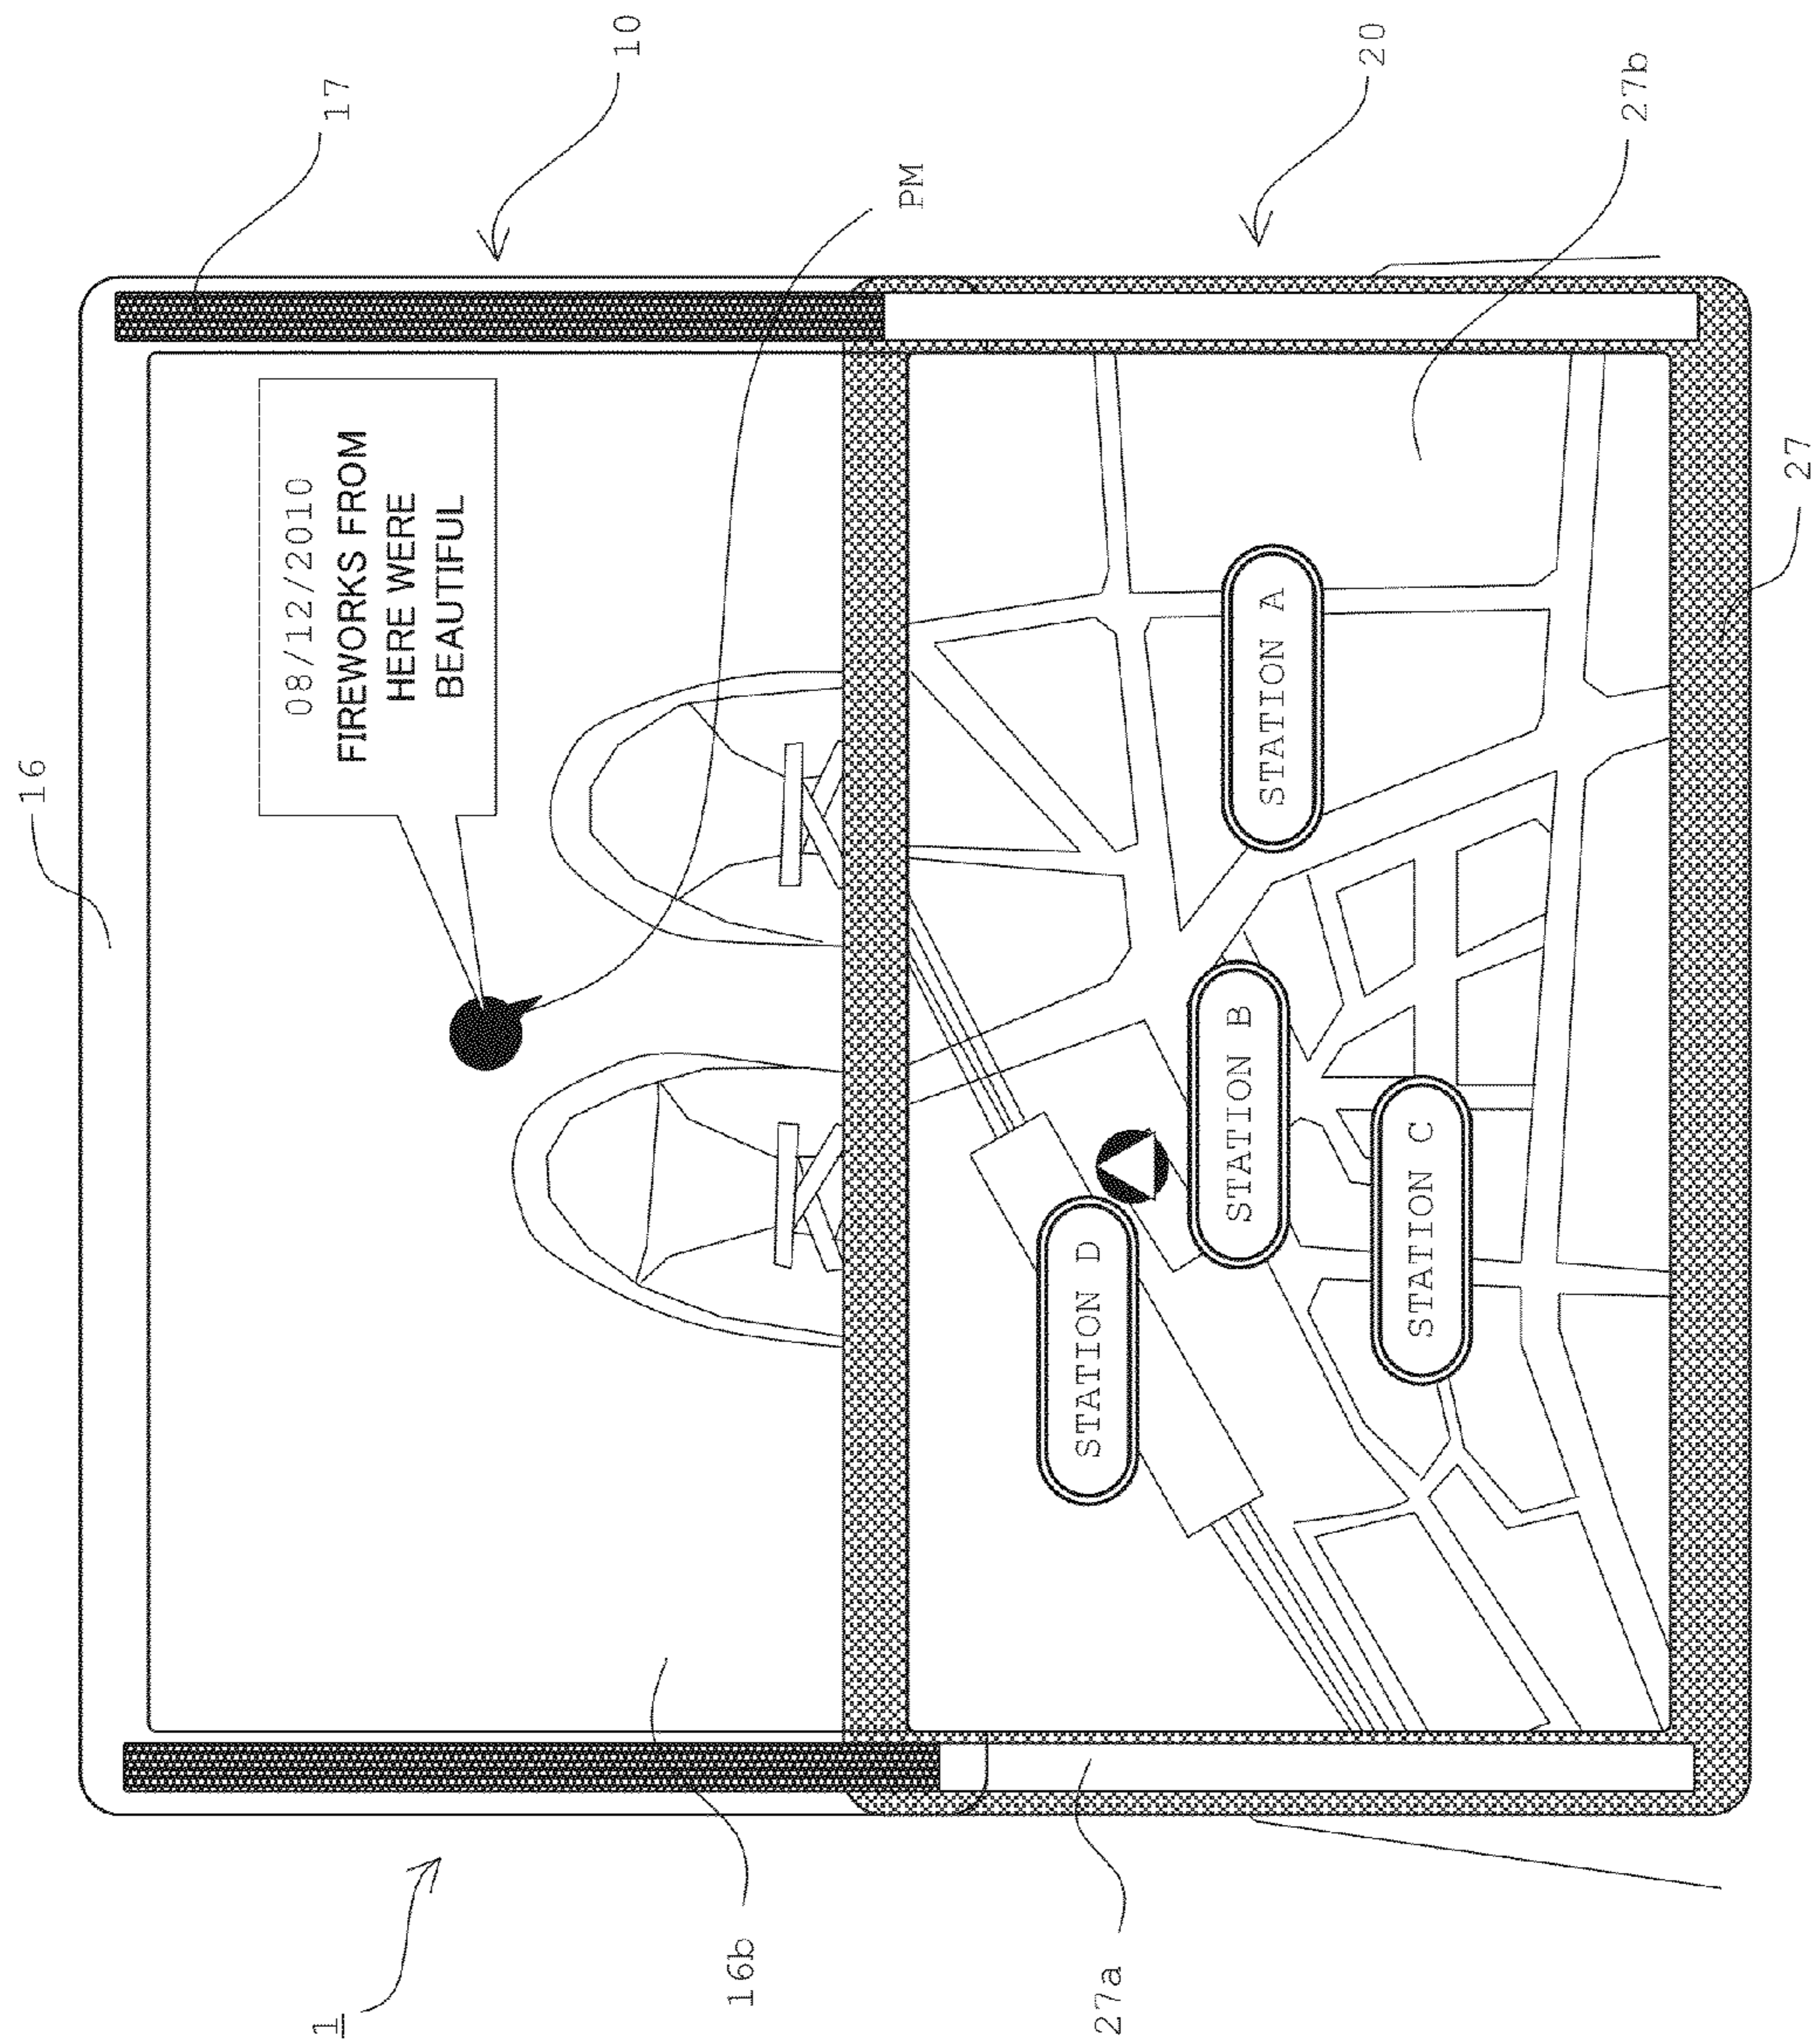 1
16
16b
17
10
08/12/2010
FIREWORKS FROM
HERE WERE
BEAUTIFUL
PM
20
27a
STATION D
STATION B
STATION A
STATION C
27b
27